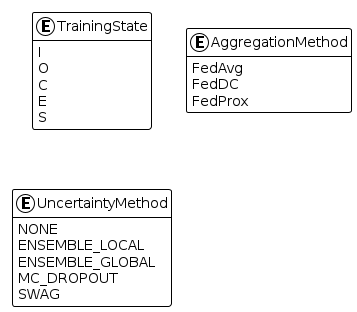 E TrainingState
I
O
C
E
S
E AggregationMethod
FedAvg
FedDC
FedProx
E UncertaintyMethod
NONE
ENSEMBLE_LOCAL
ENSEMBLE_GLOBAL
MC_DROPOUT
SWAG